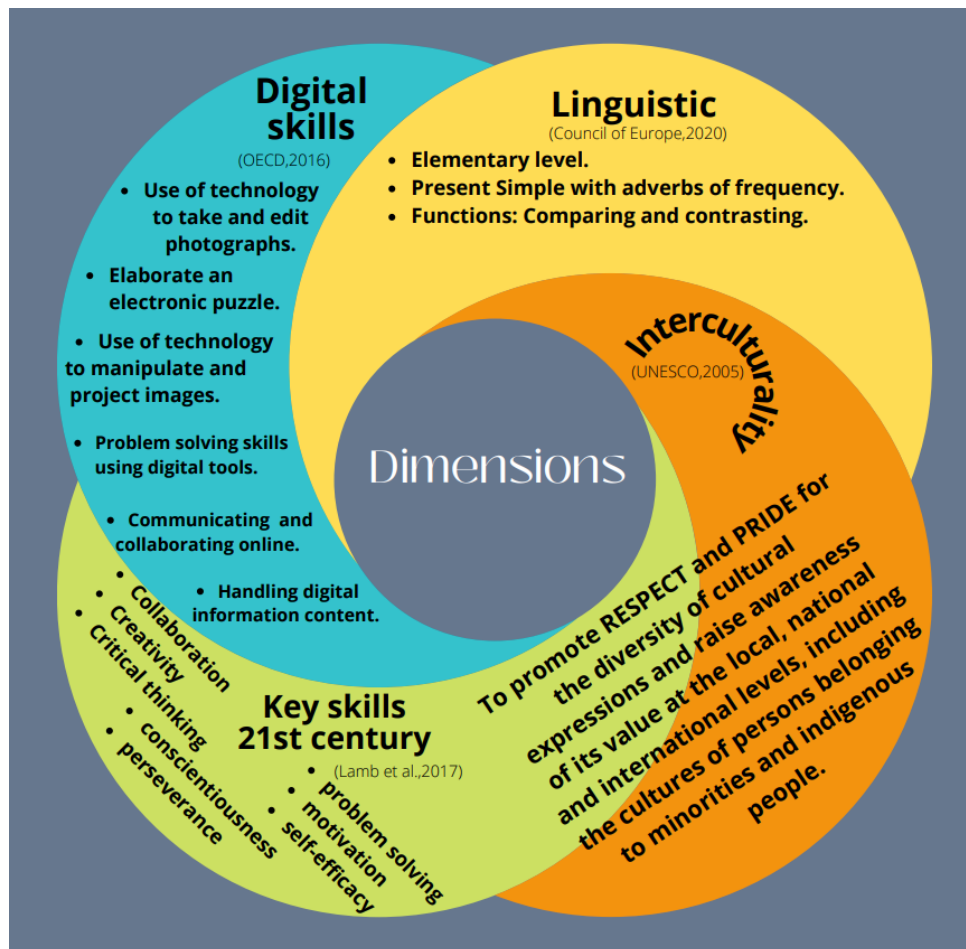 Digital
skills
(OECD,2016)
• Use of technology
to take and edit
photographs.
• Elaborate an
electronic puzzle.
• Use of technology
to manipulate and
project images.
• Problem solving skills
using digital tools.
• Communicating and
collaborating online.
• Handling digital
information content.
Linguistic
(Council of Europe,2020)
• Elementary level.
• Present Simple with adverbs of frequency.
• Functions: Comparing and contrasting.
Interculturality
(UNESCO,2005)
To promote RESPECT and PRIDE for
the diversity of cultural
expressions and raise awareness
of its value at the local, national
and international levels, including
the cultures of persons belonging
to minorities and indigenous
people.
Dimensions
Key skills
21st century
(Lamb et al.,2017)
• Collaboration
• Creativity
• Critical thinking
• conscientiousness
• perseverance
• problem solving
• motivation
• self-efficacy